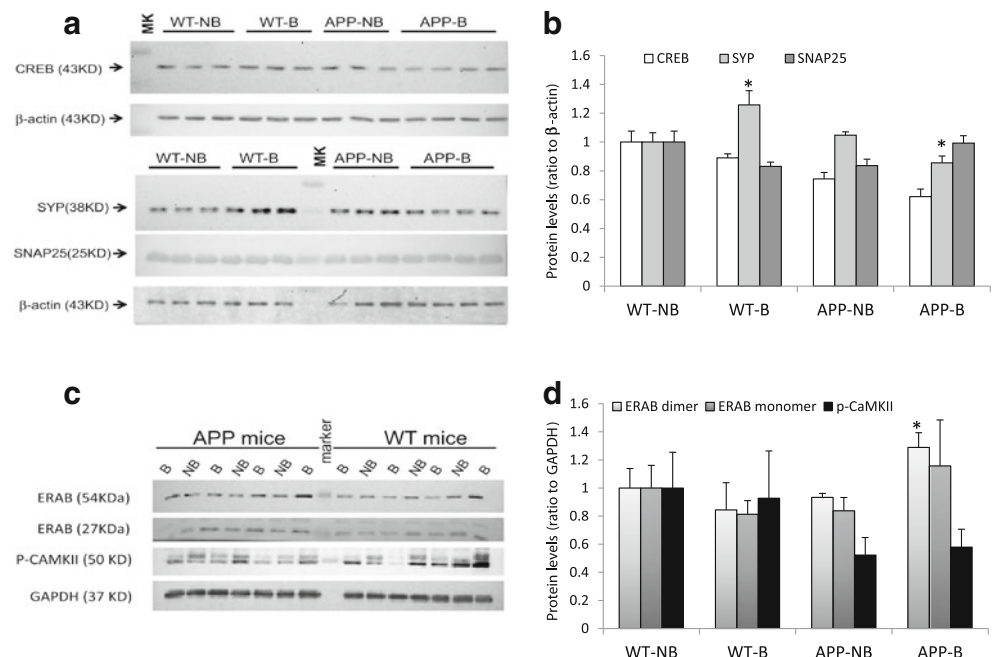 a
MK
WT-NB WT-B APP-NB APP-B
CREB (43KD)
β-actin (43KD)
WT-NB WT-B MK APP-NB APP-B
SYP(38KD)
SNAP25(25KD)
β-actin (43KD)
b
CREB SYP SNAP25
Protein levels (ratio to β-actin)
1.6
1.4
1.2
1
0.8
0.6
0.4
0.2
0
*
*
WT-NB WT-B APP-NB APP-B
c
APP mice marker WT mice
B NB B NB B NB B B NB B NB B NB B
ERAB (54KDa)
ERAB (27KDa)
P-CAMKII (50 KD)
GAPDH (37 KD)
d
ERAB dimer ERAB monomer p-CaMKII
Protein levels (ratio to GAPDH)
1.6
1.4
1.2
1
0.8
0.6
0.4
0.2
0
*
WT-NB WT-B APP-NB APP-B